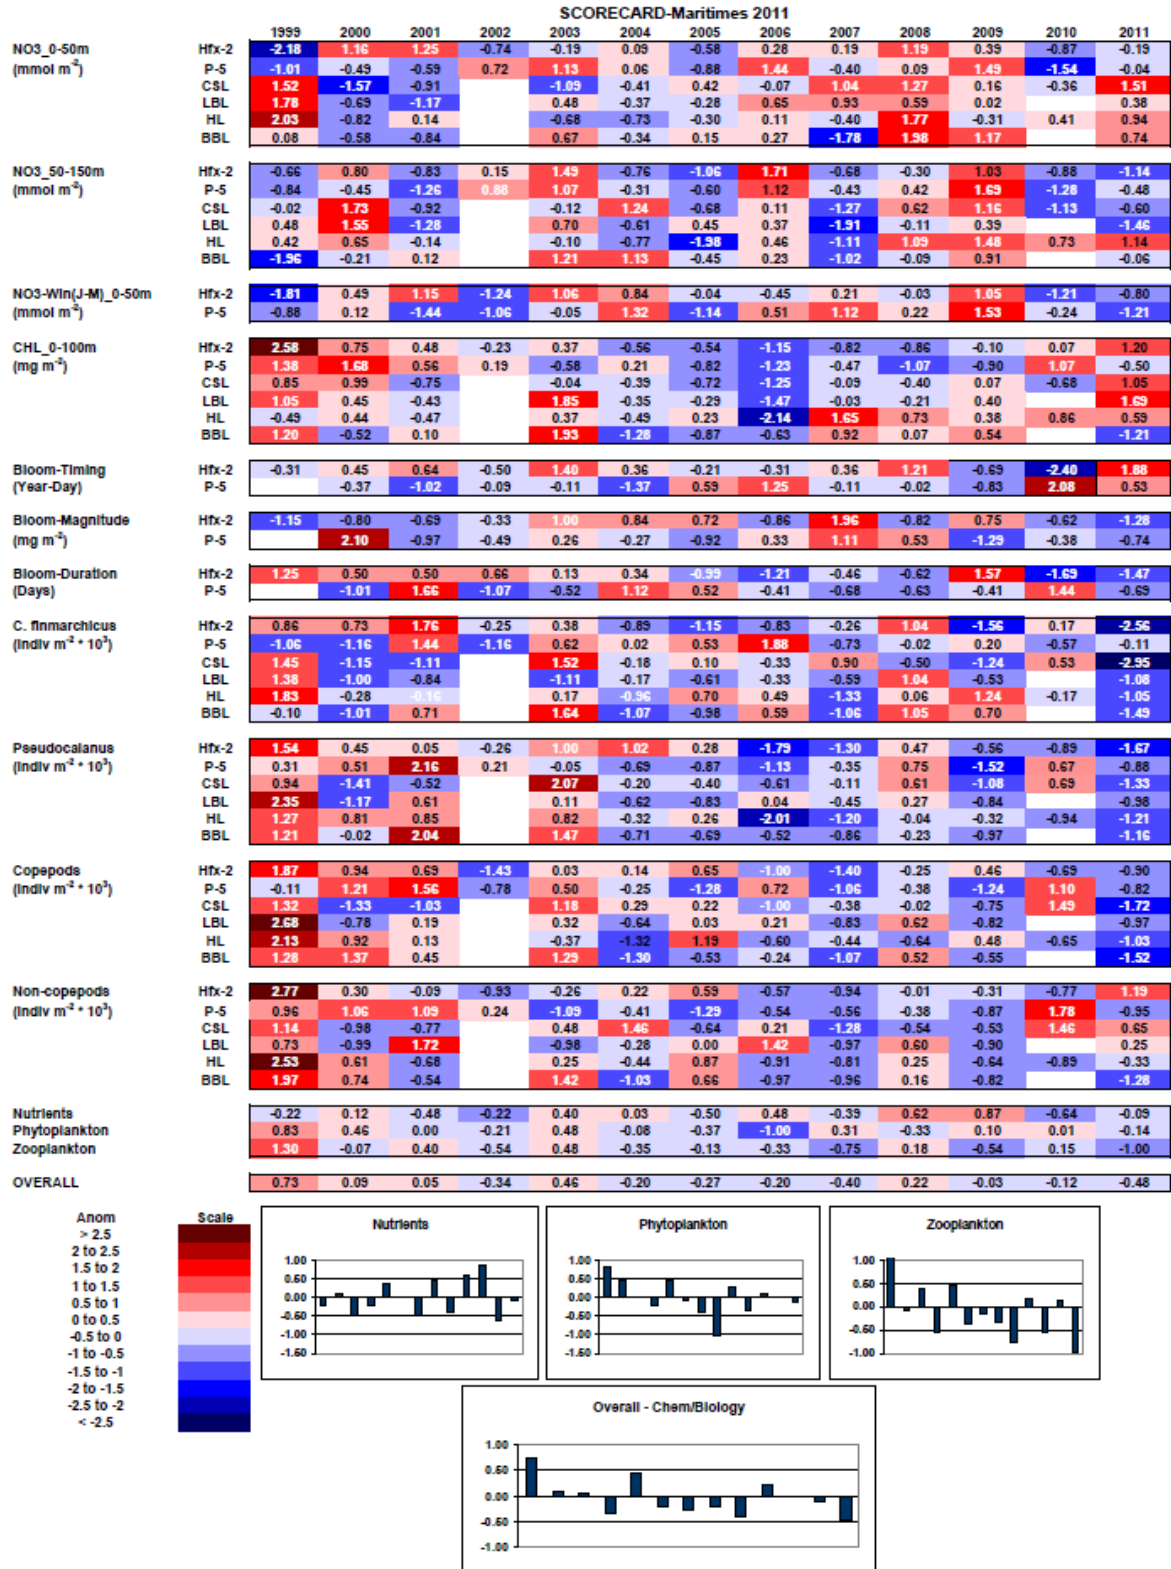 SCORECARD-Maritimes 2011
1999 2000 2001 2002 2003 2004 2005 2006 2007 2008 2009 2010 2011
NO3_0-50m Hfx-2 -2.18 1.16 1.25 -0.74 -0.19 0.09 -0.58 0.28 0.19 1.19 0.39 -0.87 -0.19
(mmol m⁻²) P-5 -1.01 -0.49 -0.59 0.72 1.13 0.06 -0.88 1.44 -0.40 0.09 1.49 -1.54 -0.04
CSL 1.52 -1.57 -0.91 -1.09 -0.41 0.42 -0.07 1.04 1.27 0.16 -0.36 1.51
LBL 1.78 -0.69 -1.17 0.48 -0.37 -0.28 0.65 0.93 0.59 0.02 0.38
HL 2.03 -0.82 0.14 -0.68 -0.73 -0.30 0.11 -0.40 1.77 -0.31 0.41 0.94
BBL 0.08 -0.58 -0.84 0.67 -0.34 0.15 0.27 -1.78 1.98 1.17 0.74
NO3_50-150m Hfx-2 -0.66 0.80 -0.83 0.15 1.49 -0.76 -1.06 1.71 -0.68 -0.30 1.03 -0.88 -1.14
(mmol m⁻²) P-5 -0.84 -0.45 -1.26 0.88 1.07 -0.31 -0.60 1.12 -0.43 0.42 1.69 -1.28 -0.48
CSL -0.02 1.73 -0.92 -0.12 1.24 -0.68 0.11 -1.27 0.62 1.16 -1.13 -0.60
LBL 0.48 1.55 -1.28 0.70 -0.61 0.45 0.37 -1.91 -0.11 0.39 -1.46
HL 0.42 0.65 -0.14 -0.10 -0.77 -1.98 0.46 -1.11 1.09 1.48 0.73 1.14
BBL -1.96 -0.21 0.12 1.21 1.13 -0.45 0.23 -1.02 -0.09 0.91 -0.06
NO3-Win(J-M)_0-50m Hfx-2 -1.81 0.49 1.15 -1.24 1.06 0.84 -0.04 -0.45 0.21 -0.03 1.05 -1.21 -0.80
(mmol m⁻²) P-5 -0.88 0.12 -1.44 -1.06 -0.05 1.32 -1.14 0.51 1.12 0.22 1.53 -0.24 -1.21
CHL_0-100m Hfx-2 2.58 0.75 0.48 -0.23 0.37 -0.56 -0.54 -1.15 -0.82 -0.86 -0.10 0.07 1.20
(mg m⁻²) P-5 1.38 1.68 0.56 0.19 -0.58 0.21 -0.82 -1.23 -0.47 -1.07 -0.90 1.07 -0.50
CSL 0.85 0.99 -0.75 -0.04 -0.39 -0.72 -1.25 -0.09 -0.40 0.07 -0.68 1.05
LBL 1.05 0.45 -0.43 1.85 -0.35 -0.29 -1.47 -0.03 -0.21 0.40 1.69
HL -0.49 0.44 -0.47 0.37 -0.49 0.23 -2.14 1.65 0.73 0.38 0.86 0.59
BBL 1.20 -0.52 0.10 1.93 -1.28 -0.87 -0.63 0.92 0.07 0.54 -1.21
Bloom-Timing Hfx-2 -0.31 0.45 0.64 -0.50 1.40 0.36 -0.21 -0.31 0.36 1.21 -0.69 -2.40 1.88
(Year-Day) P-5 -0.37 -1.02 -0.09 -0.11 -1.37 0.59 1.25 -0.11 -0.02 -0.83 2.08 0.53
Bloom-Magnitude Hfx-2 -1.15 -0.80 -0.69 -0.33 1.00 0.84 0.72 -0.86 1.96 -0.82 0.75 -0.62 -1.28
(mg m⁻²) P-5 2.10 -0.97 -0.49 0.26 -0.27 -0.92 0.33 1.11 0.53 -1.29 -0.38 -0.74
Bloom-Duration Hfx-2 1.25 0.50 0.50 0.66 0.13 0.34 -0.99 -1.21 -0.46 -0.62 1.57 -1.69 -1.47
(Days) P-5 -1.01 1.66 -1.07 -0.52 1.12 0.52 -0.41 -0.68 -0.63 -0.41 1.44 -0.69
C. finmarchicus Hfx-2 0.86 0.73 1.76 -0.25 0.38 -0.89 -1.15 -0.83 -0.26 1.04 -1.56 0.17 -2.56
(Indiv m⁻² * 10³) P-5 -1.06 -1.16 1.44 -1.16 0.62 0.02 0.53 1.88 -0.73 -0.02 0.20 -0.57 -0.11
CSL 1.45 -1.15 -1.11 1.52 -0.18 0.10 -0.33 0.90 -0.50 -1.24 0.53 -2.95
LBL 1.38 -1.00 -0.84 -1.11 -0.17 -0.61 -0.33 -0.59 1.04 -0.53 -1.08
HL 1.83 -0.28 -0.16 0.17 -0.96 0.70 0.49 -1.33 0.06 1.24 -0.17 -1.05
BBL -0.10 -1.01 0.71 1.64 -1.07 -0.98 0.59 -1.06 1.05 0.70 -1.49
Pseudocalanus Hfx-2 1.54 0.45 0.05 -0.26 1.00 1.02 0.28 -1.79 -1.30 0.47 -0.56 -0.89 -1.67
(Indiv m⁻² * 10³) P-5 0.31 0.51 2.16 0.21 -0.05 -0.69 -0.87 -1.13 -0.35 0.75 -1.52 0.67 -0.88
CSL 0.94 -1.41 -0.52 2.07 -0.20 -0.40 -0.61 -0.11 0.61 -1.08 0.69 -1.33
LBL 2.35 -1.17 0.61 0.11 -0.62 -0.83 0.04 -0.45 0.27 -0.84 -0.98
HL 1.27 0.81 0.85 0.82 -0.32 0.26 -2.01 -1.20 -0.04 -0.32 -0.94 -1.21
BBL 1.21 -0.02 2.04 1.47 -0.71 -0.69 -0.52 -0.86 -0.23 -0.97 -1.16
Copepods Hfx-2 1.87 0.94 0.69 -1.43 0.03 0.14 0.65 -1.00 -1.40 -0.25 0.46 -0.69 -0.90
(Indiv m⁻² * 10³) P-5 -0.11 1.21 1.56 -0.78 0.50 -0.25 -1.28 0.72 -1.06 -0.38 -1.24 1.10 -0.82
CSL 1.32 -1.33 -1.03 1.18 0.29 0.22 -1.00 -0.38 -0.02 -0.75 1.49 -1.72
LBL 2.68 -0.78 0.19 0.32 -0.64 0.03 0.21 -0.83 0.62 -0.82 -0.97
HL 2.13 0.92 0.13 -0.37 -1.32 1.19 -0.60 -0.44 -0.64 0.48 -0.65 -1.03
BBL 1.28 1.37 0.45 1.29 -1.30 -0.53 -0.24 -1.07 0.52 -0.55 -1.52
Non-copepods Hfx-2 2.77 0.30 -0.09 -0.93 -0.26 0.22 0.59 -0.57 -0.94 -0.01 -0.31 -0.77 1.19
(Indiv m⁻² * 10³) P-5 0.96 1.06 1.09 0.24 -1.09 -0.41 -1.29 -0.54 -0.56 -0.38 -0.87 1.78 -0.95
CSL 1.14 -0.98 -0.77 0.48 1.46 -0.64 0.21 -1.28 -0.54 -0.53 1.46 0.65
LBL 0.73 -0.99 1.72 -0.98 -0.28 0.00 1.42 -0.97 0.60 -0.90 0.25
HL 2.53 0.61 -0.68 0.25 -0.44 0.87 -0.91 -0.81 0.25 -0.64 -0.89 -0.33
BBL 1.97 0.74 -0.54 1.42 -1.03 0.66 -0.97 -0.96 0.16 -0.82 -1.28
Nutrients -0.22 0.12 -0.48 -0.22 0.40 0.03 -0.50 0.48 -0.39 0.62 0.87 -0.64 -0.09
Phytoplankton 0.83 0.46 0.00 -0.21 0.48 -0.08 -0.37 -1.00 0.31 -0.33 0.10 0.01 -0.14
Zooplankton 1.30 -0.07 0.40 -0.54 0.48 -0.35 -0.13 -0.33 -0.75 0.18 -0.54 0.15 -1.00
OVERALL 0.73 0.09 0.05 -0.34 0.46 -0.20 -0.27 -0.20 -0.40 0.22 -0.03 -0.12 -0.48
Anom Scale
> 2.5
2 to 2.5
1.5 to 2
1 to 1.5
0.5 to 1
0 to 0.5
-0.5 to 0
-1 to -0.5
-1.5 to -1
-2 to -1.5
-2.5 to -2
< -2.5
Nutrients
1.00
0.50
0.00
-0.50
-1.00
-1.50
Phytoplankton
1.00
0.50
0.00
-0.50
-1.00
-1.50
Zooplankton
1.00
0.50
0.00
-0.50
-1.00
Overall - Chem/Biology
1.00
0.50
0.00
-0.50
-1.00